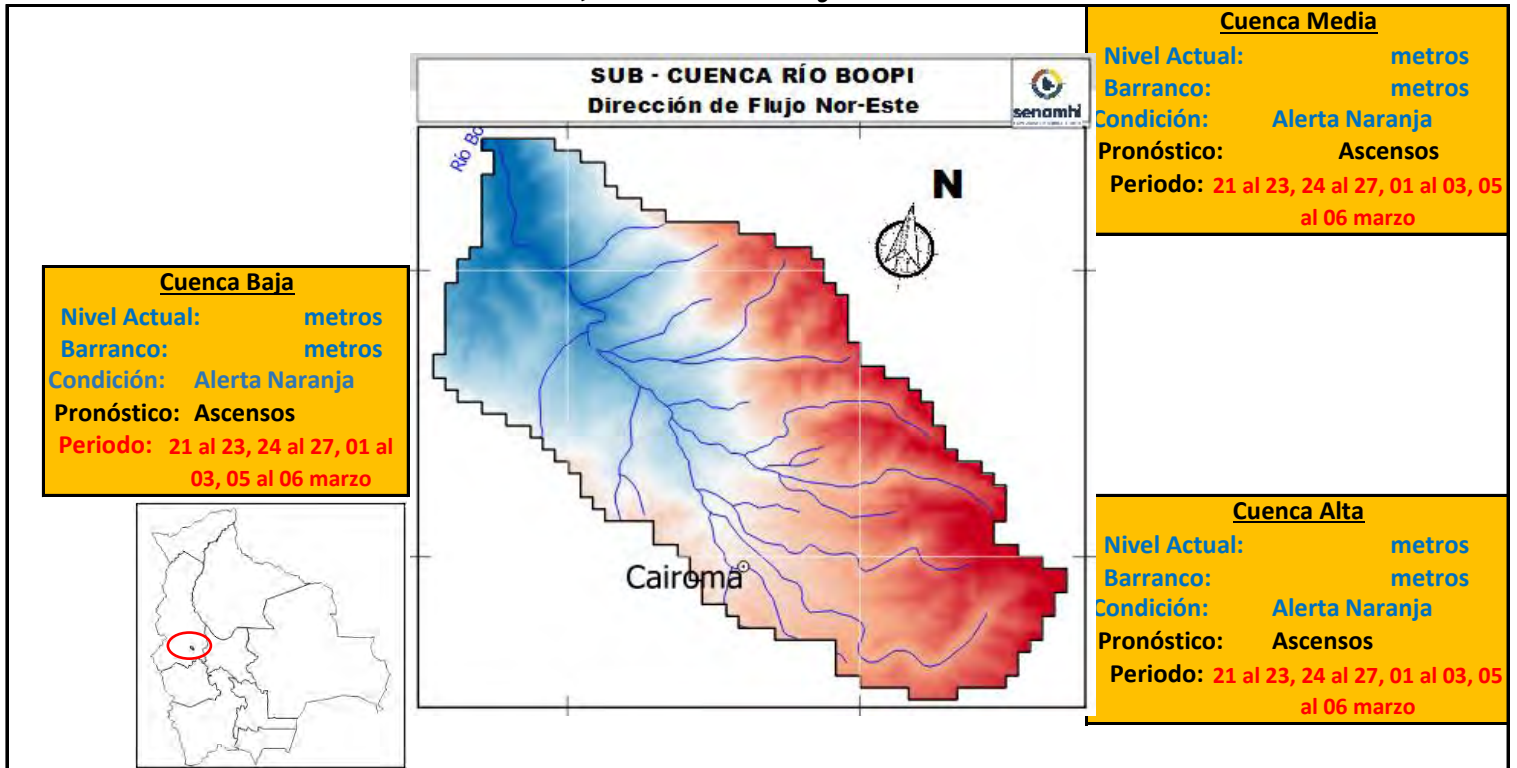 SUB - CUENCA RÍO BOOPI
Dirección de Flujo Nor-Este
senamhi
Río Bo
N
Cairoma
Cuenca Media
Nivel Actual: metros
Barranco: metros
Condición: Alerta Naranja
Pronóstico: Ascensos
Periodo: 21 al 23, 24 al 27, 01 al 03, 05
al 06 marzo
Cuenca Baja
Nivel Actual: metros
Barranco: metros
Condición: Alerta Naranja
Pronóstico: Ascensos
Periodo: 21 al 23, 24 al 27, 01 al
03, 05 al 06 marzo
Cuenca Alta
Nivel Actual: metros
Barranco: metros
Condición: Alerta Naranja
Pronóstico: Ascensos
Periodo: 21 al 23, 24 al 27, 01 al 03, 05
al 06 marzo